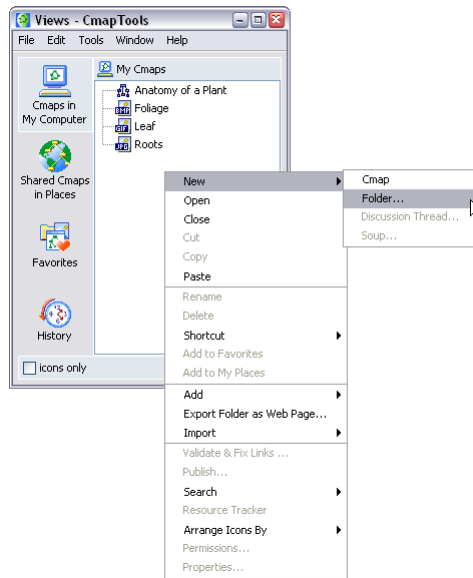 Views - CmapTools
File Edit Tools Window Help
My Cmaps
Cmaps in
My Computer
Shared Cmaps
in Places
Favorites
History
icons only
Anatomy of a Plant
BMP Foliage
GIF Leaf
JPG Roots
New
Open
Close
Cut
Copy
Paste
Rename
Delete
Shortcut
Add to Favorites
Add to My Places
Add
Export Folder as Web Page...
Import
Validate & Fix Links ...
Publish...
Search
Resource Tracker
Arrange Icons By
Permissions...
Properties...
Cmap
Folder...
Discussion Thread...
Soup...